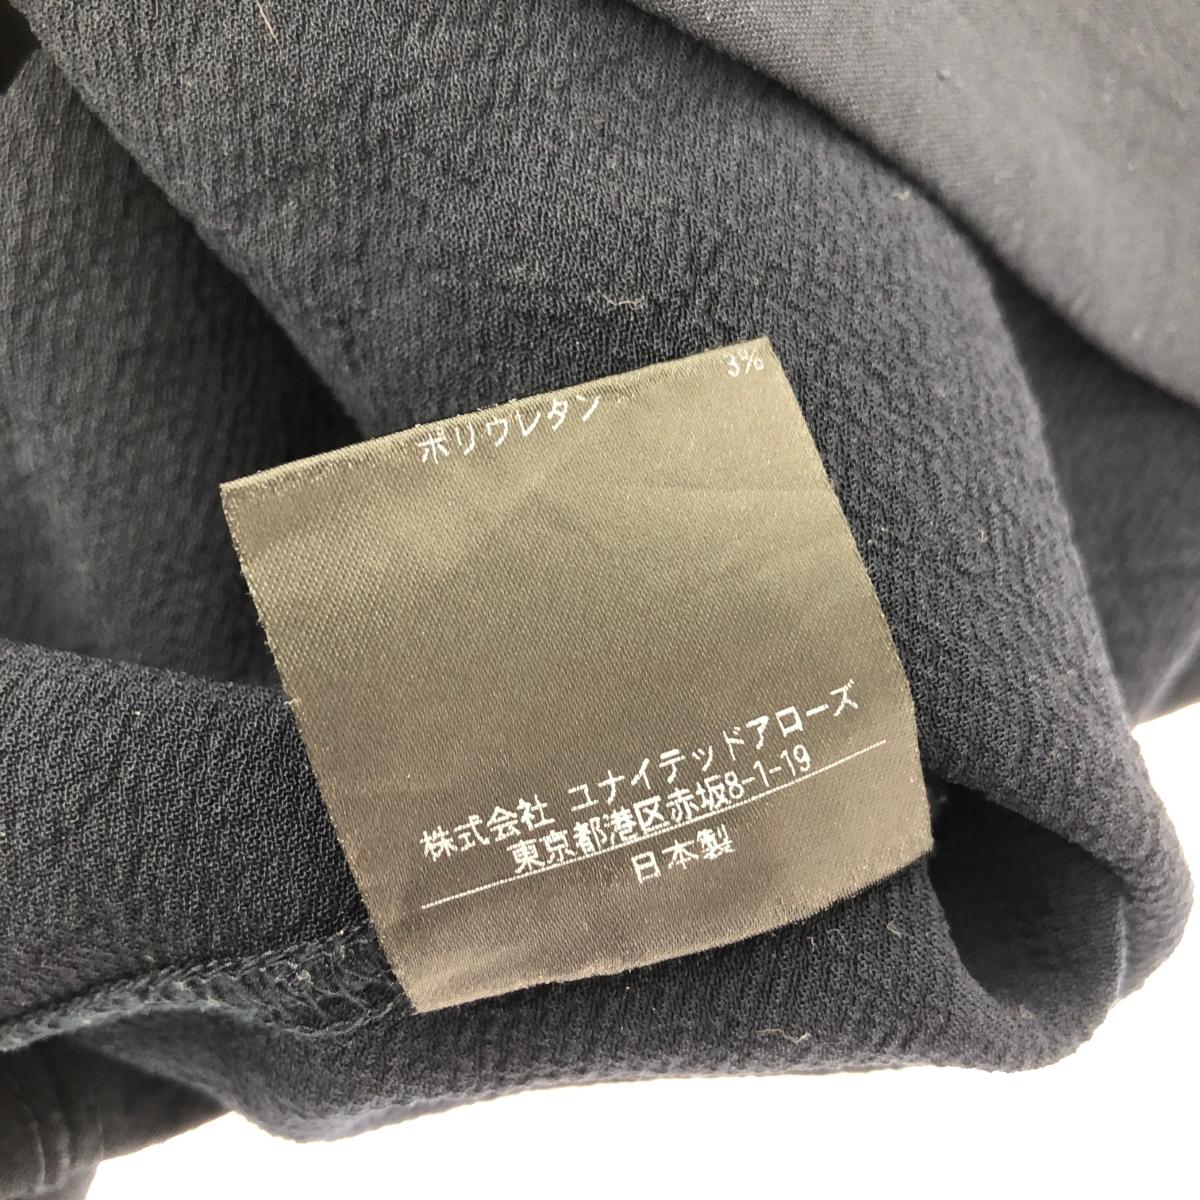 ポリウレタン 3%
株式会社 ユナイテッドアローズ
東京都港区赤坂8-1-19
日本製